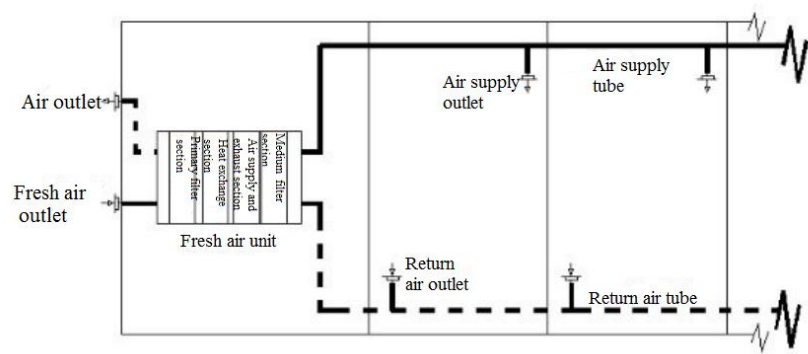 Air supply
outlet
Air supply
tube
Air outlet
Fresh air
outlet
Primary filter
section
Heat exchange
section
Air supply and
exhaust section
Medium filter
section
Fresh air unit
Return
air outlet
Return air tube